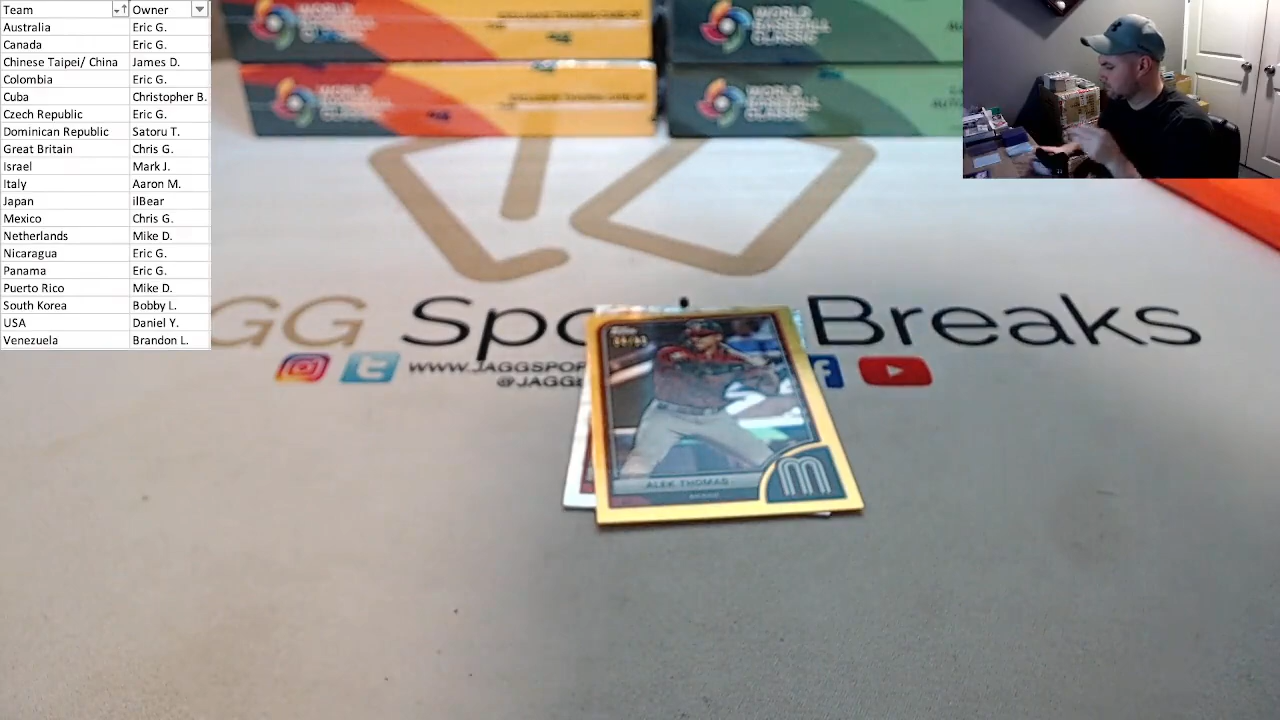 Team Owner
Australia Eric G.
Canada Eric G.
Chinese Taipei/ China James D.
Colombia Eric G.
Cuba Christopher B.
Czech Republic Eric G.
Dominican Republic Satoru T.
Great Britain Chris G.
Israel Mark J.
Italy Aaron M.
Japan ilBear
Mexico Chris G.
Netherlands Mike D.
Nicaragua Eric G.
Panama Eric G.
Puerto Rico Mike D.
South Korea Bobby L.
USA Daniel Y.
Venezuela Brandon L.
WORLD
BASEBALL
CLASSIC
WORLD
BASEBALL
CLASSIC
WORLD
BASEBALL
CLASSIC
WORLD
BASEBALL
CLASSIC
GG Spo Breaks
WWW.JAGGSPOR
@JAGG
ALEK THOMAS